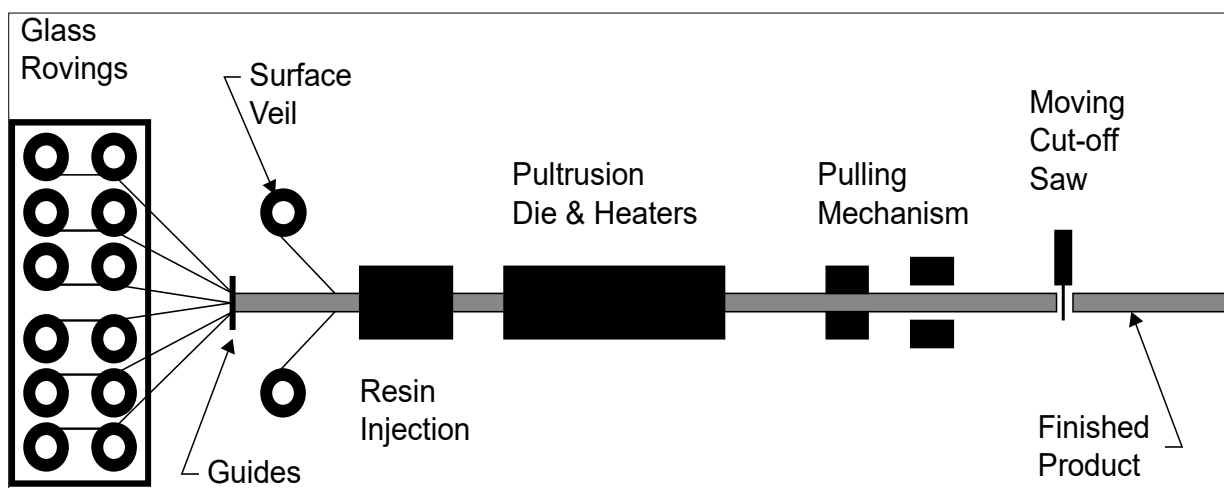 Glass
Rovings
Surface
Veil
Pultrusion
Die & Heaters
Pulling
Mechanism
Moving
Cut-off
Saw
Resin
Injection
Guides
Finished
Product